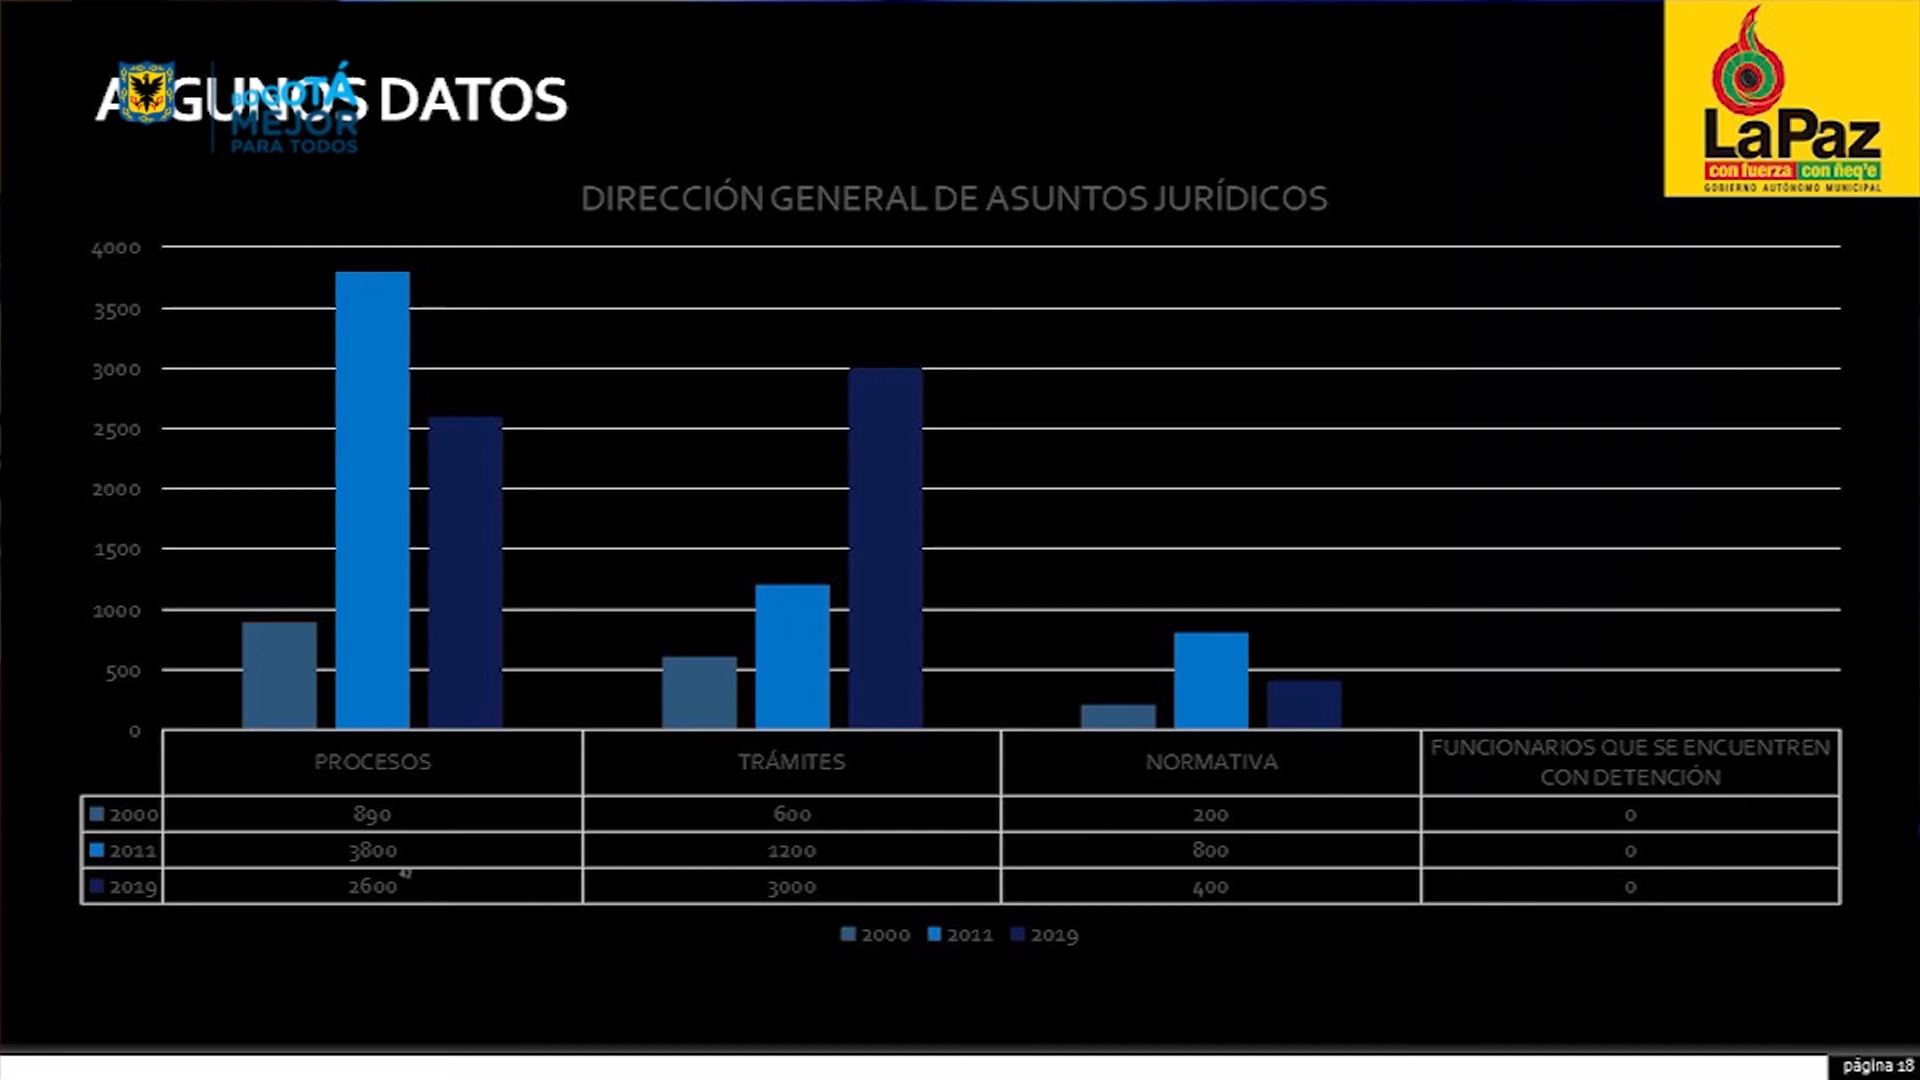 ALGUNOS DATOS
BOGOTÁ
MEJOR
PARA TODOS
LaPaz
con fuerza con ñeq'e
GOBIERNO AUTÓNOMO MUNICIPAL
DIRECCIÓN GENERAL DE ASUNTOS JURÍDICOS
4000
3500
3000
2500
2000
1500
1000
500
0
PROCESOS TRÁMITES NORMATIVA FUNCIONARIOS QUE SE ENCUENTREN CON DETENCIÓN
2000 890 600 200 0
2011 3800 1200 800 0
2019 2600 3000 400 0
2000 2011 2019
página 18